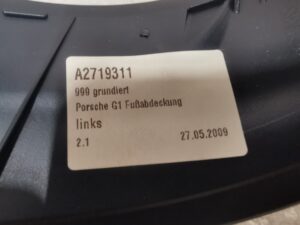 A2719311
999 grundiert
Porsche G1 Fußabdeckung
links
2.1 27.05.2009